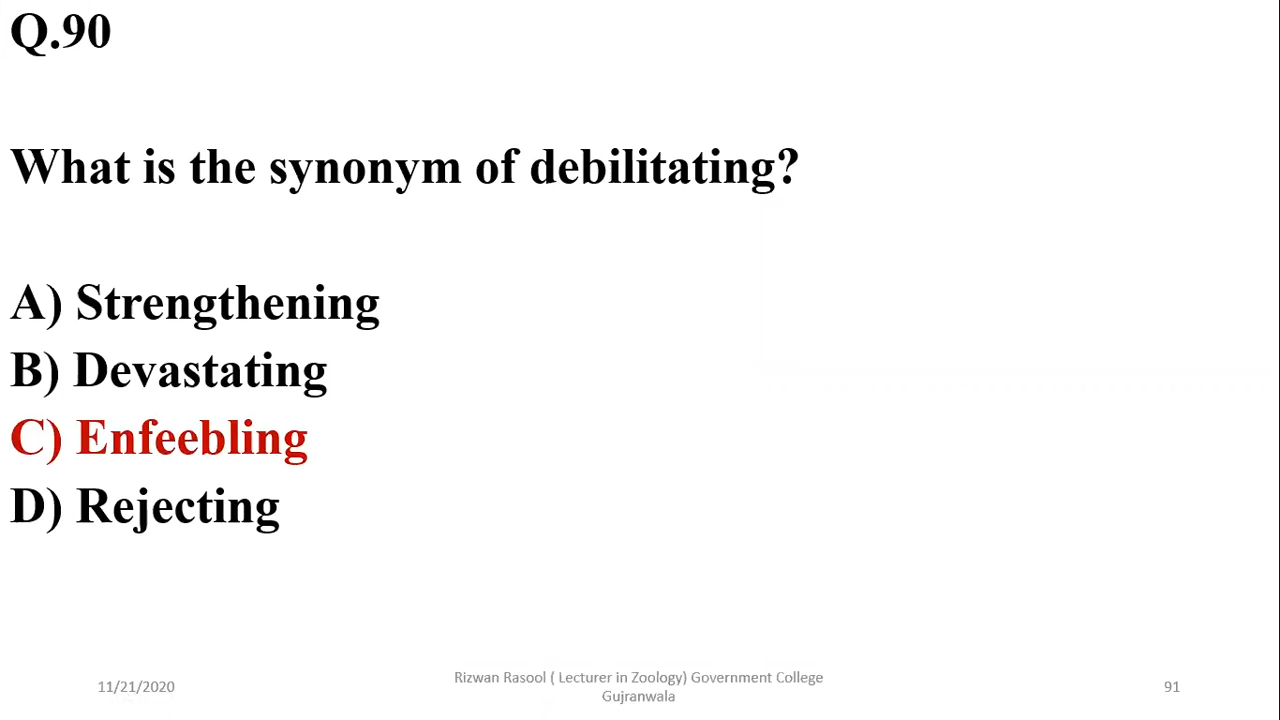 Q.90
What is the synonym of debilitating?
A) Strengthening
B) Devastating
C) Enfeebling
D) Rejecting
11/21/2020
Rizwan Rasool ( Lecturer in Zoology) Government College
Gujranwala
91